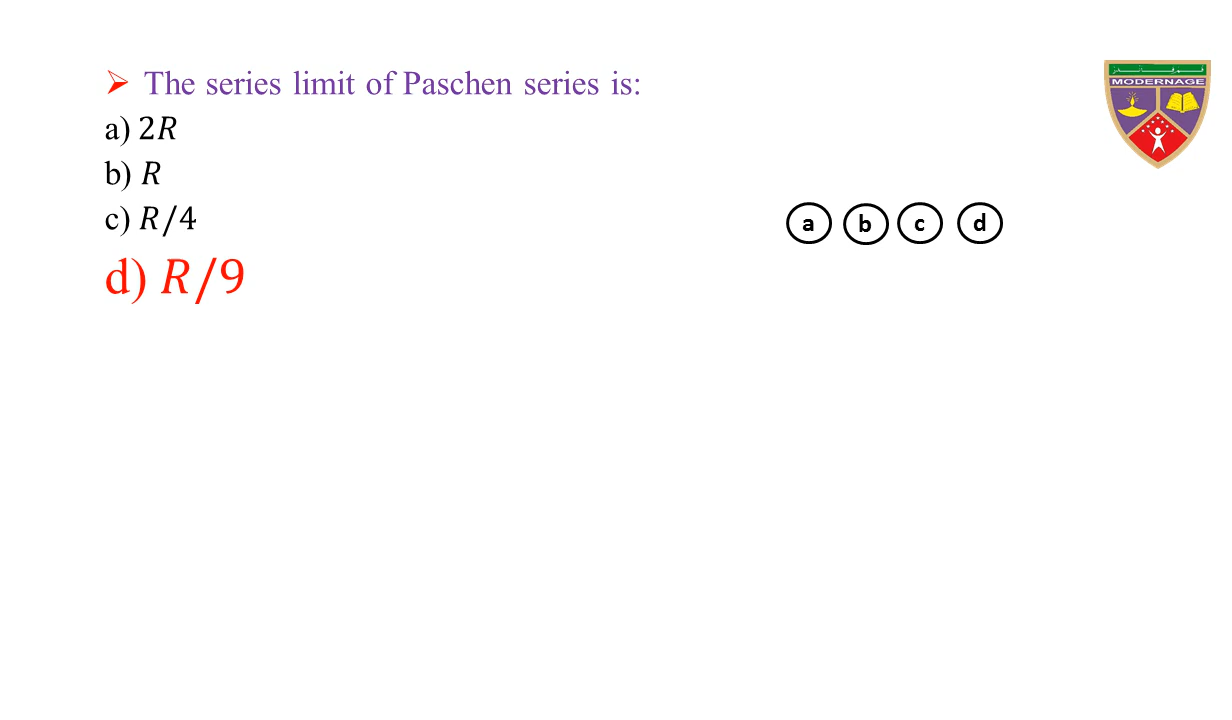 ➢ The series limit of Paschen series is:
a) 2R
b) R
c) R/4
d) R/9
a b c d
MODERNAGE